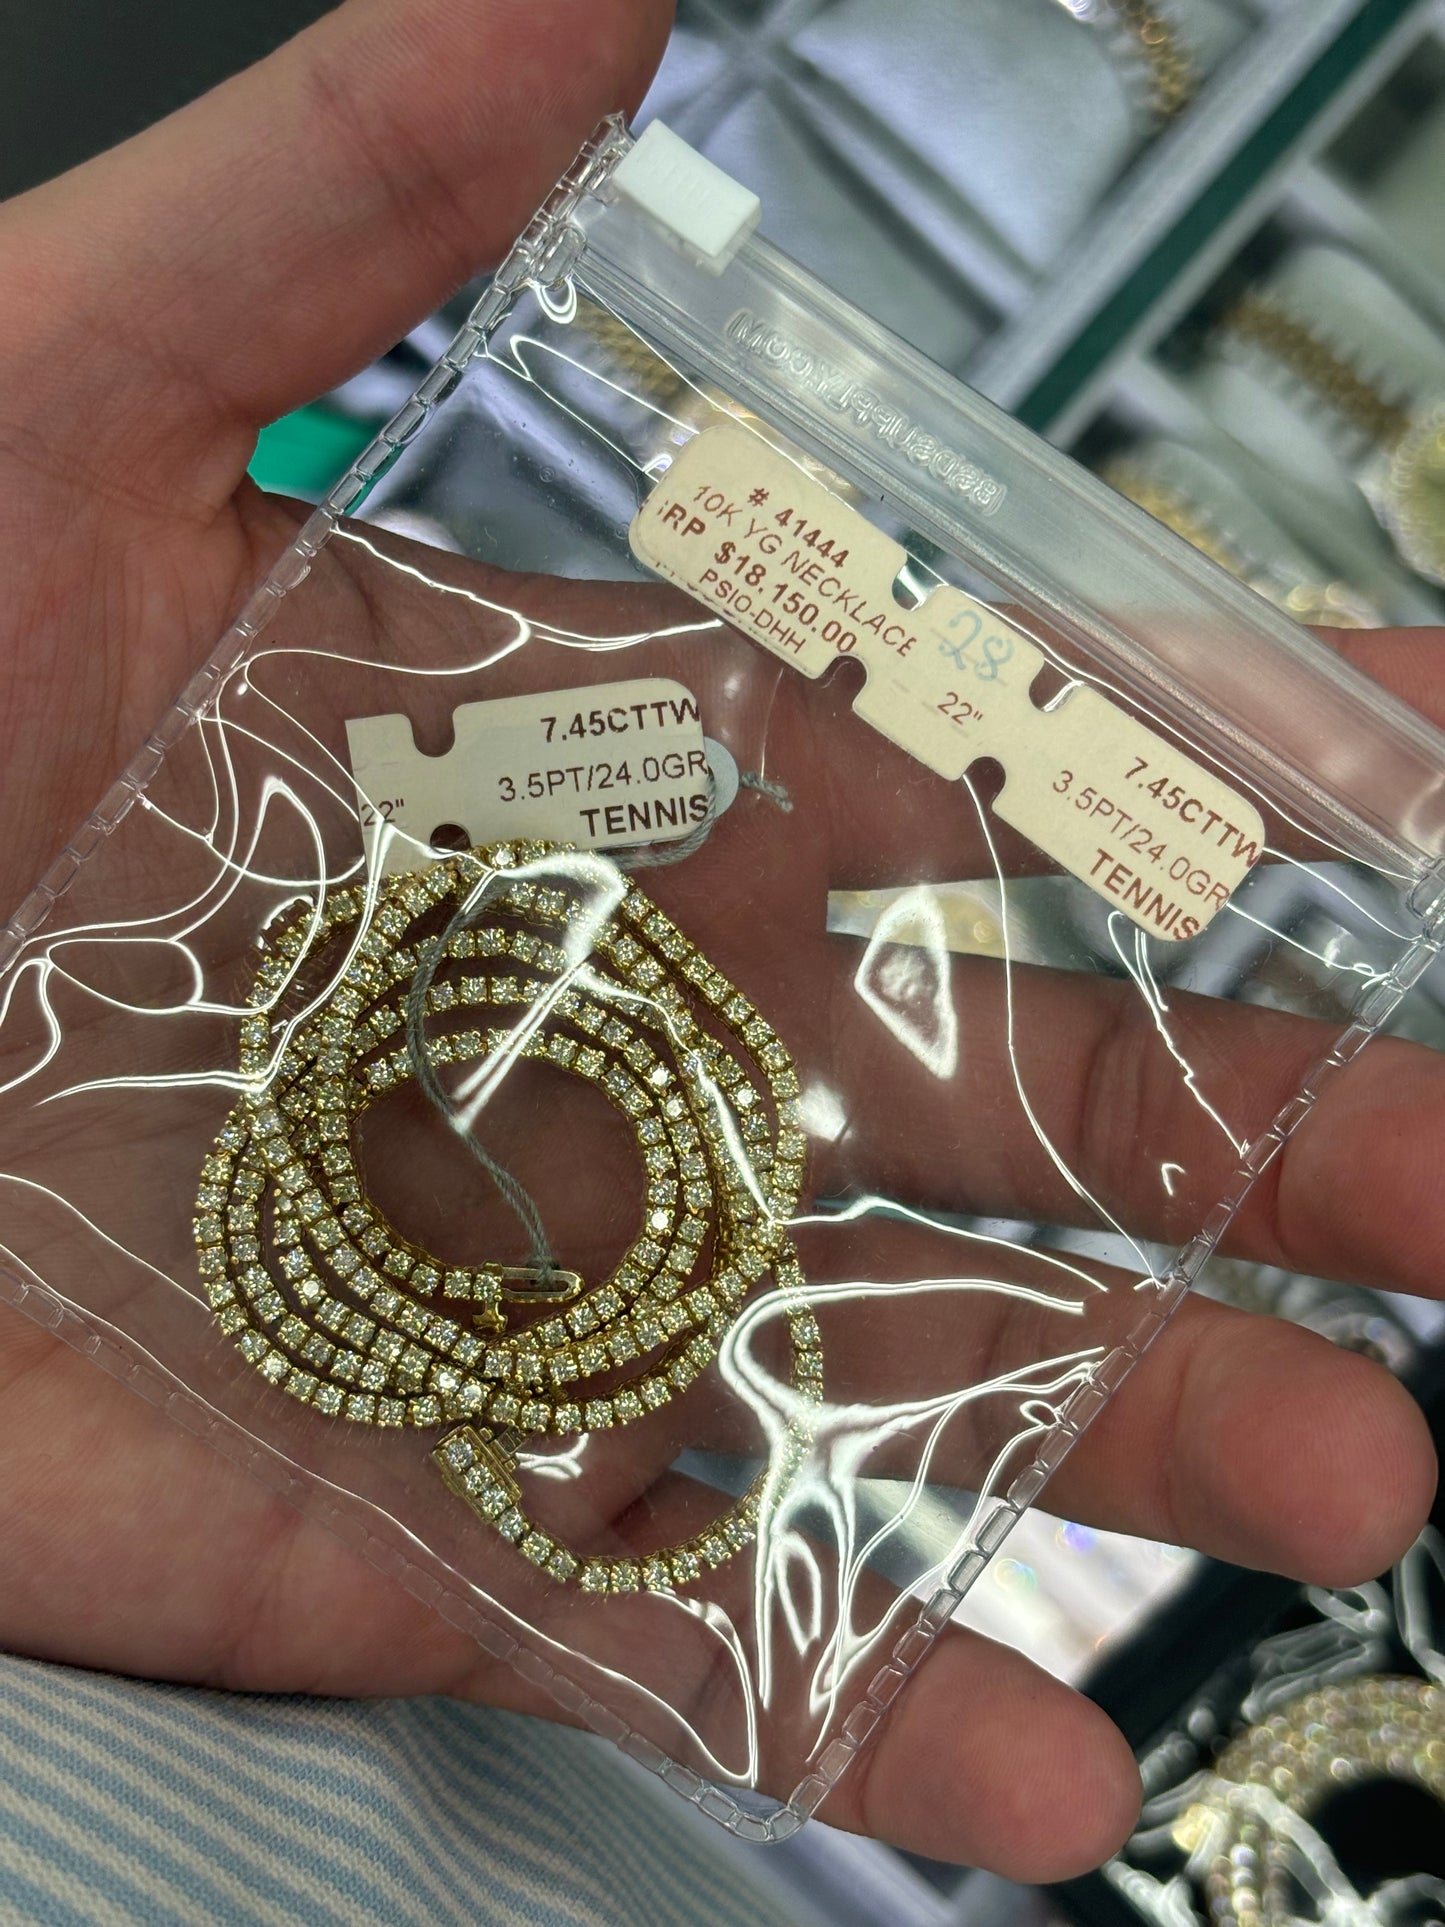 # 41444
10K YG NECKLACE
RP $18,150.00
PSIO-DHH
28
22"
7.45CTTW
3.5PT/24.0GR
TENNIS
7.45CTTW
3.5PT/24.0GR
TENNIS
22"